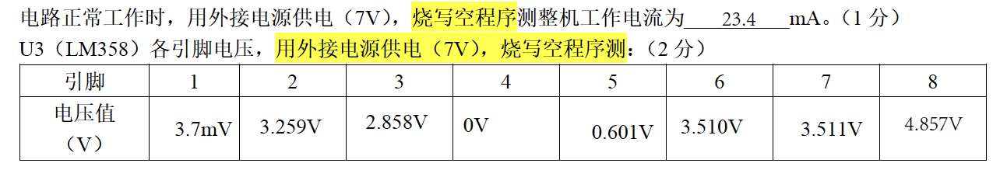 电路正常工作时，用外接电源供电（7V），烧写空程序测整机工作电流为 23.4 mA。（1 分）
U3（LM358）各引脚电压，用外接电源供电（7V），烧写空程序测：（2 分）
引脚 1 2 3 4 5 6 7 8
电压值（V） 3.7mV 3.259V 2.858V 0V 0.601V 3.510V 3.511V 4.857V